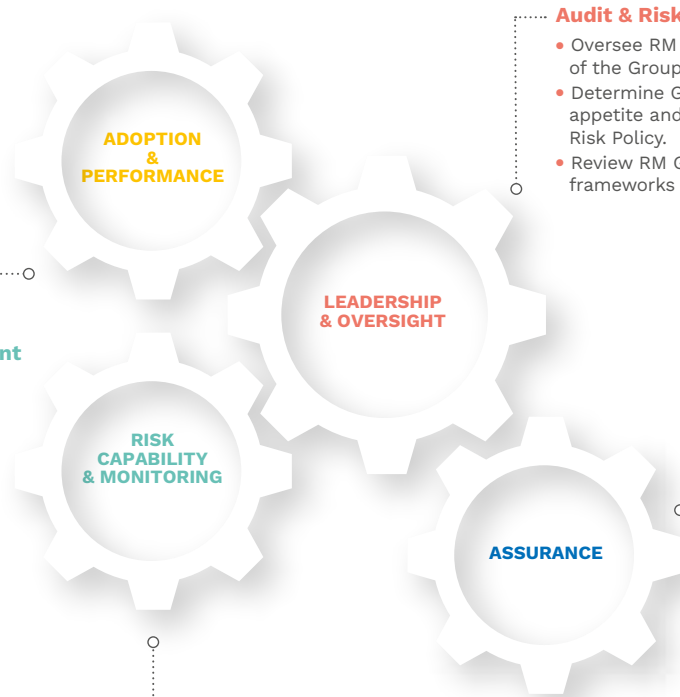 Audit & Risk
• Oversee RM
of the Group
• Determine G
appetite and
Risk Policy.
• Review RM G
frameworks
ADOPTION
&
PERFORMANCE
LEADERSHIP
& OVERSIGHT
nt
RISK
CAPABILITY
& MONITORING
ASSURANCE